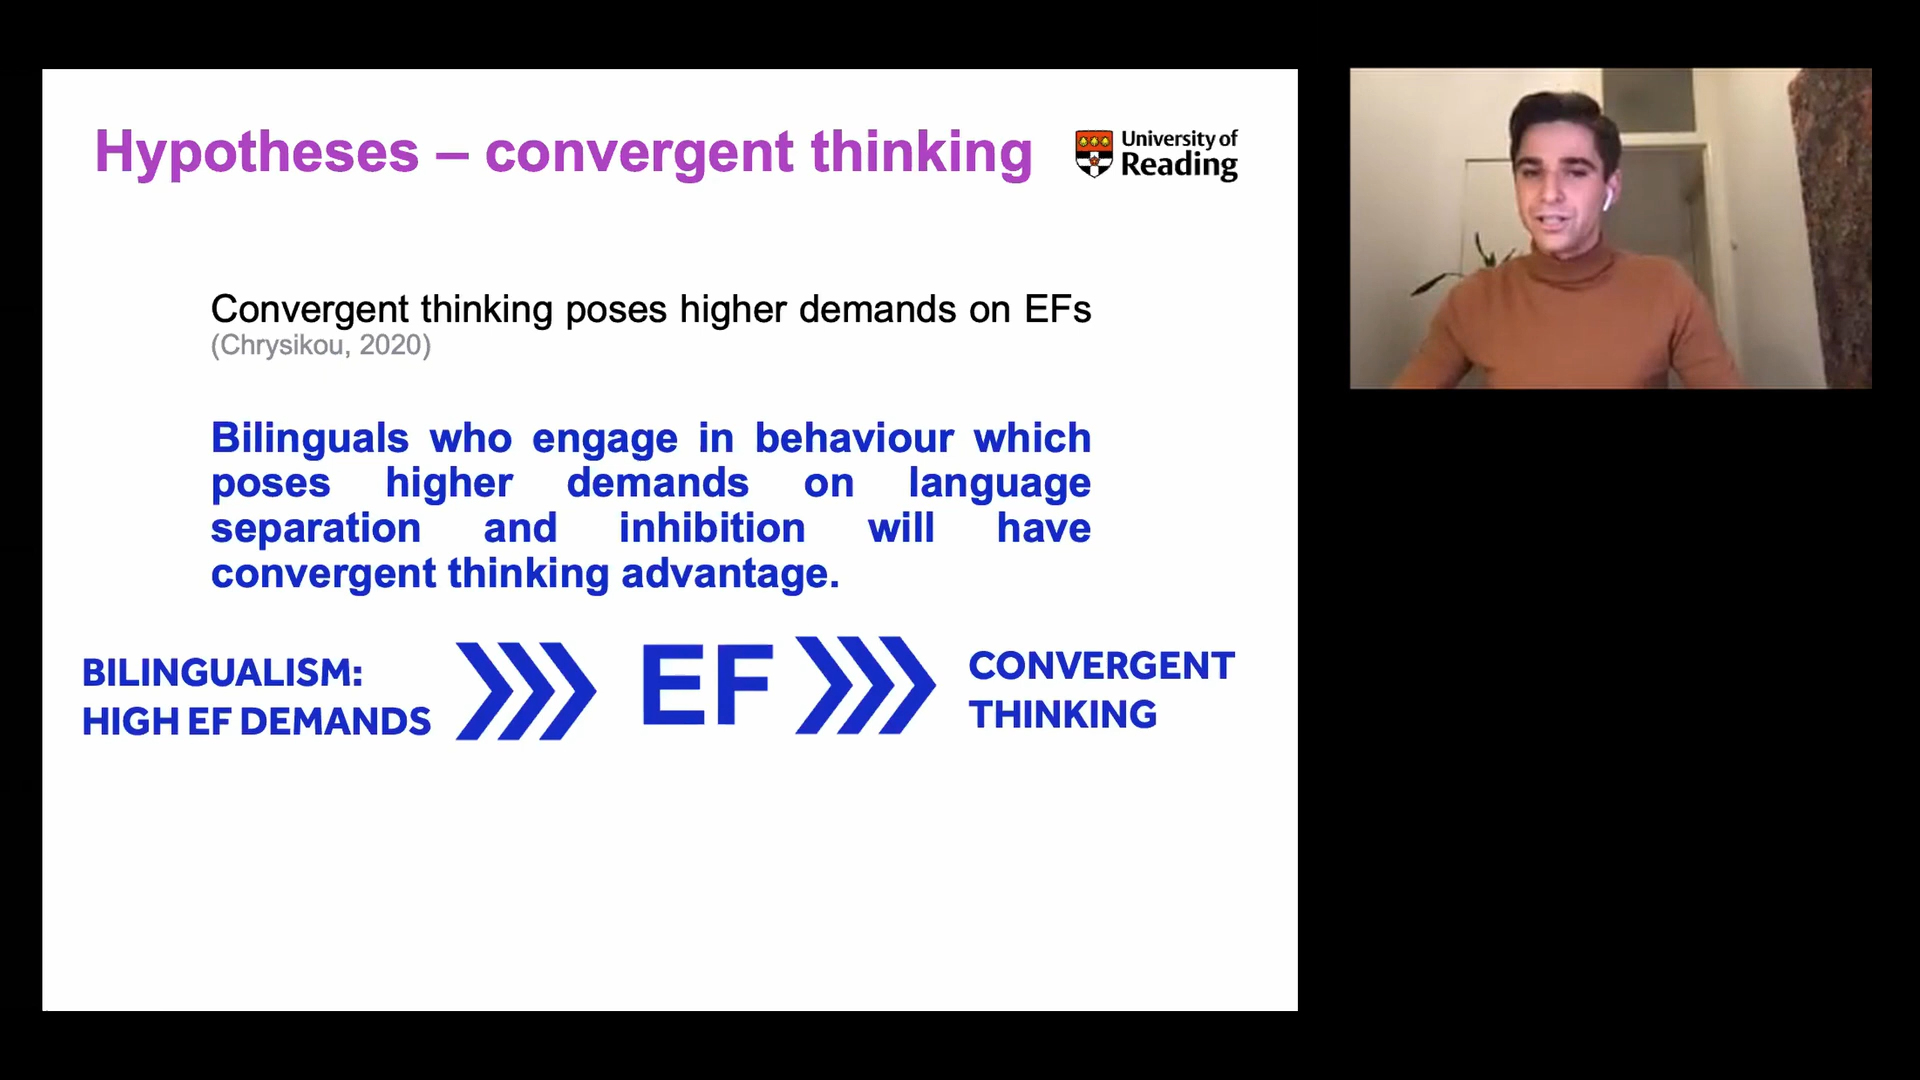 Hypotheses – convergent thinking
University of
Reading
Convergent thinking poses higher demands on EFs
(Chrysikou, 2020)
Bilinguals who engage in behaviour which
poses higher demands on language
separation and inhibition will have
convergent thinking advantage.
BILINGUALISM:
HIGH EF DEMANDS
EF
CONVERGENT
THINKING